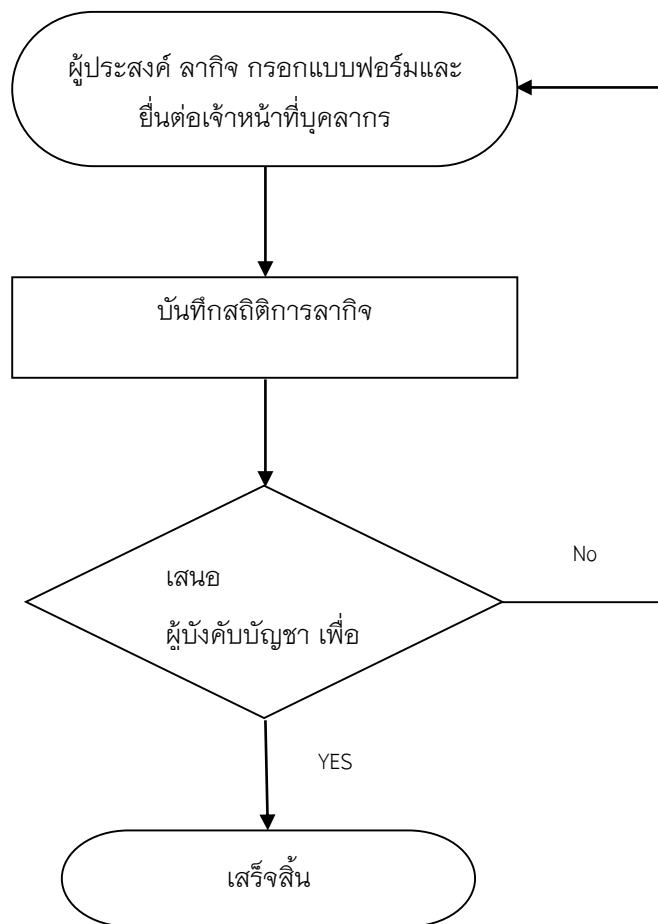 ผู้ประสงค์ ลากิจ กรอกแบบฟอร์มและ
ยื่นต่อเจ้าหน้าที่บุคลากร
บันทึกสถิติการลากิจ
เสนอ
ผู้บังคับบัญชา เพื่อ
No
YES
เสร็จสิ้น